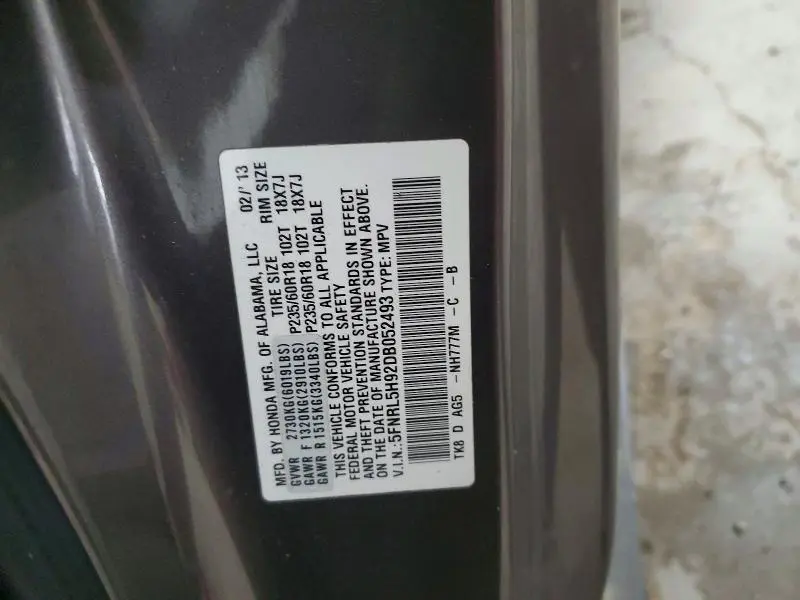 MFD. BY HONDA MFG. OF ALABAMA, LLC 02/' 13
TIRE SIZE RIM SIZE
GVWR 2730KG(6019LBS)
GAWR F 1320KG(2910LBS) P235/60R18 102T 18X7J
GAWR R 1515KG(3340LBS) P235/60R18 102T 18X7J
THIS VEHICLE CONFORMS TO ALL APPLICABLE
FEDERAL MOTOR VEHICLE SAFETY
AND THEFT PREVENTION STANDARDS IN EFFECT
ON THE DATE OF MANUFACTURE SHOWN ABOVE.
V.I.N.:5FNRL5H92DB052493 TYPE: MPV
TK8 D AG5 -NH777M -C -B